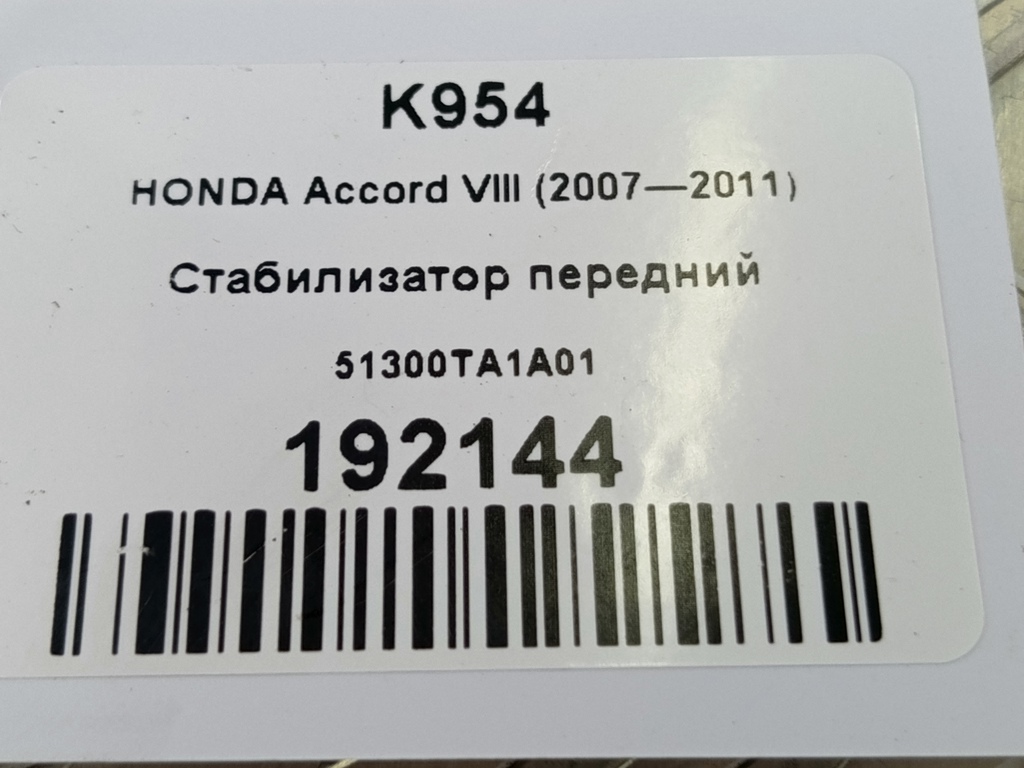 K954
HONDA Accord VIII (2007—2011)
Стабилизатор передний
51300TA1A01
192144